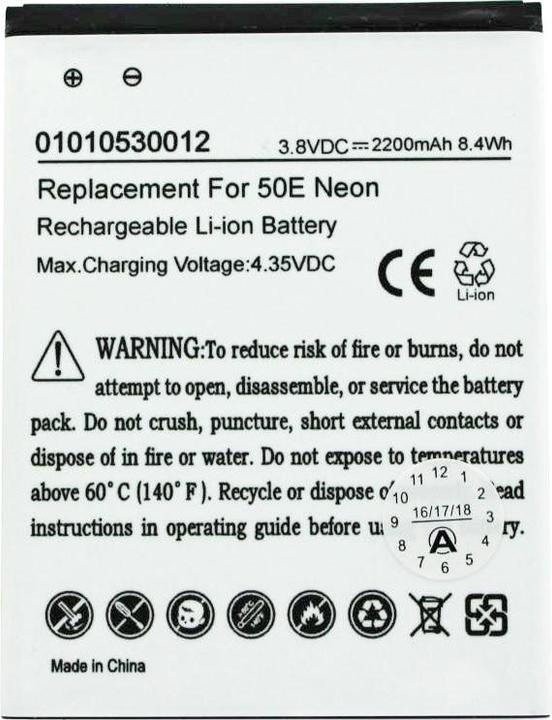 ⊕ ⊖
01010530012 3.8VDC⎓2200mAh 8.4Wh
Replacement For 50E Neon
Rechargeable Li-ion Battery
Max.Charging Voltage:4.35VDC
CE
Li-ion
WARNING:To reduce risk of fire or burns, do not
attempt to open, disassemble, or service the battery
pack. Do not crush, puncture, short external contacts or
dispose of in fire or water. Do not expose to temperatures
above 60°C (140°F). Recycle or dispose of ead
instructions in operating guide before ry.
12 1 2 3 4 5 6 7 8 9 10 11
16/17/18
A
Made in China